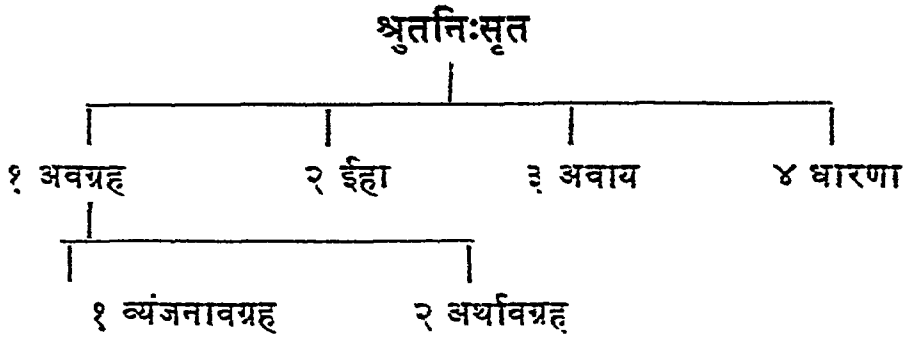 श्रुतनिःसृत
१ अवग्रह २ ईहा ३ अवाय ४ धारणा
१ व्यंजनावग्रह २ अर्थावग्रह